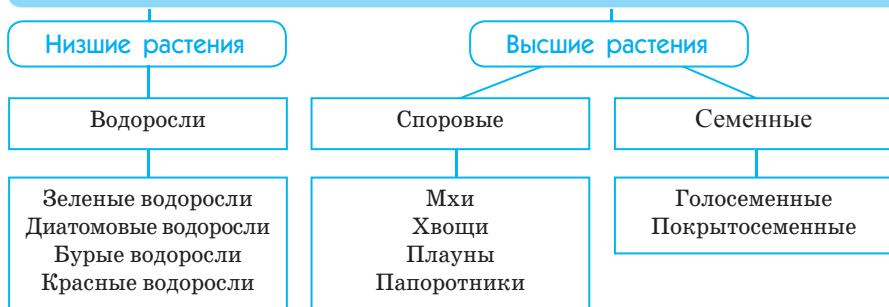 Низшие растения
Высшие растения
Водоросли
Споровые
Семенные
Зеленые водоросли
Диатомовые водоросли
Бурые водоросли
Красные водоросли
Мхи
Хвощи
Плауны
Папоротники
Голосеменные
Покрытосеменные